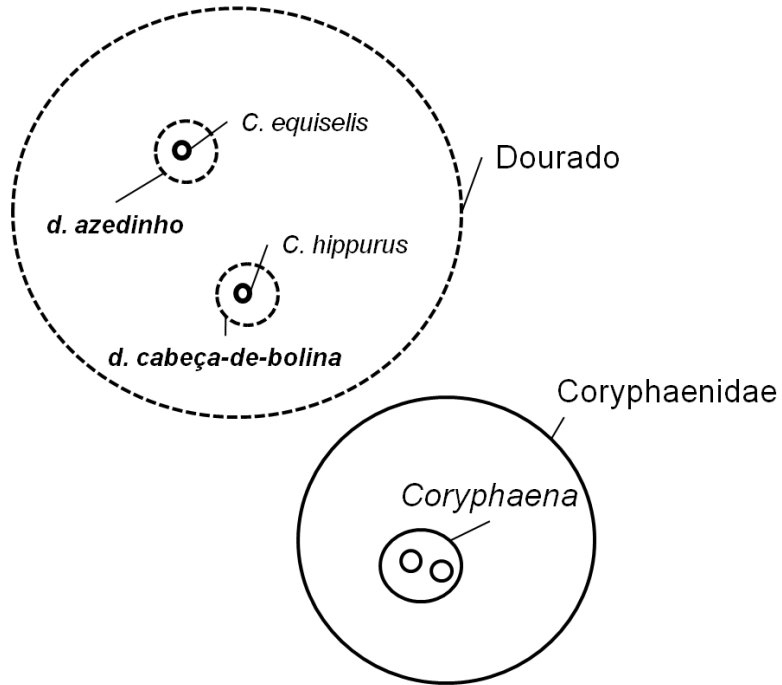 C. equiselis
Dourado
d. azedinho
C. hippurus
d. cabeça-de-bolina
Coryphaenidae
Coryphaena